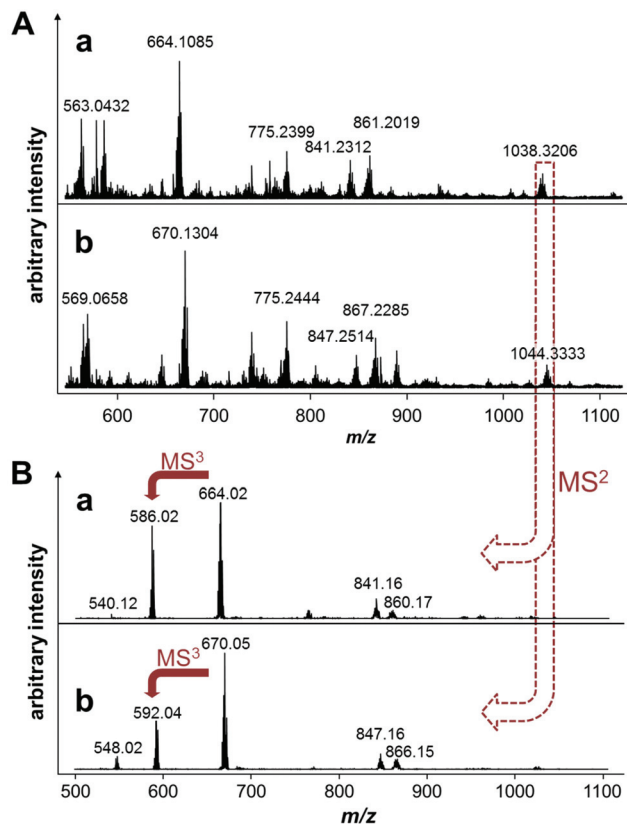 A
a
664.1085
563.0432
775.2399
841.2312
861.2019
1038.3206
arbitrary intensity
b
670.1304
569.0658
775.2444
847.2514
867.2285
1044.3333
600 700 800 900 1000 1100
m/z
B
MS³
MS²
a
586.02
664.02
540.12
841.16
860.17
arbitrary intensity
MS³
b
670.05
592.04
548.02
847.16
866.15
500 600 700 800 900 1000 1100
m/z